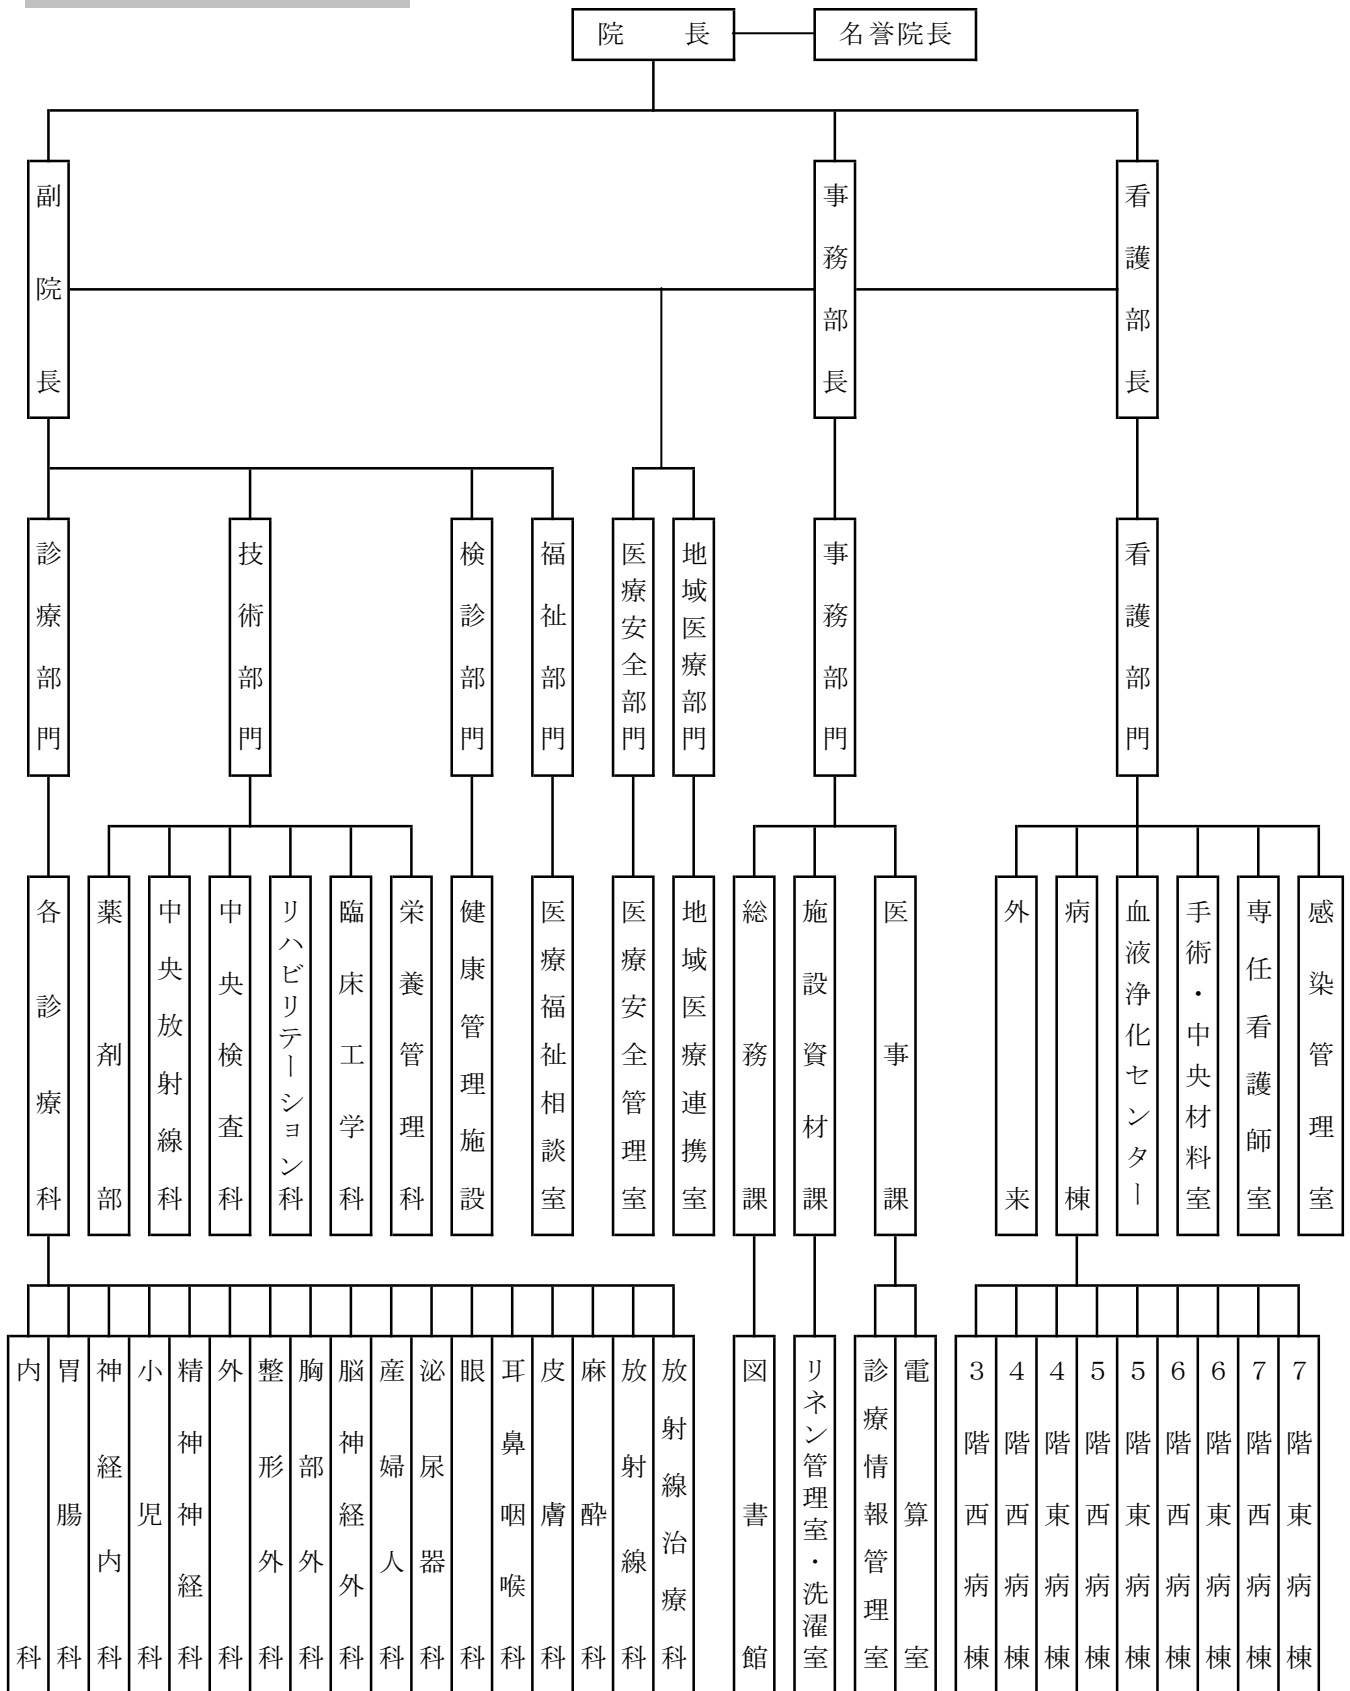 院　　長
名誉院長
副院長
事務部長
看護部長
診療部門
技術部門
検診部門
福祉部門
医療安全部門
地域医療部門
事務部門
看護部門
各診療科
薬剤部
中央放射線科
中央検査科
リハビリテーション科
臨床工学科
栄養管理科
健康管理施設
医療福祉相談室
医療安全管理室
地域医療連携室
総務課
施設資材課
医事課
外来
病棟
血液浄化センター
手術・中央材料室
専任看護師室
感染管理室
内科
胃腸科
神経内科
小児科
精神神経科
外科
整形外科
胸部外科
脳神経外科
産婦人科
泌尿器科
眼科
耳鼻咽喉科
皮膚科
麻酔科
放射線科
放射線治療科
図書館
リネン管理室・洗濯室
診療情報管理室
電算室
3階西病棟
4階西病棟
4階東病棟
5階西病棟
5階東病棟
6階西病棟
6階東病棟
7階西病棟
7階東病棟